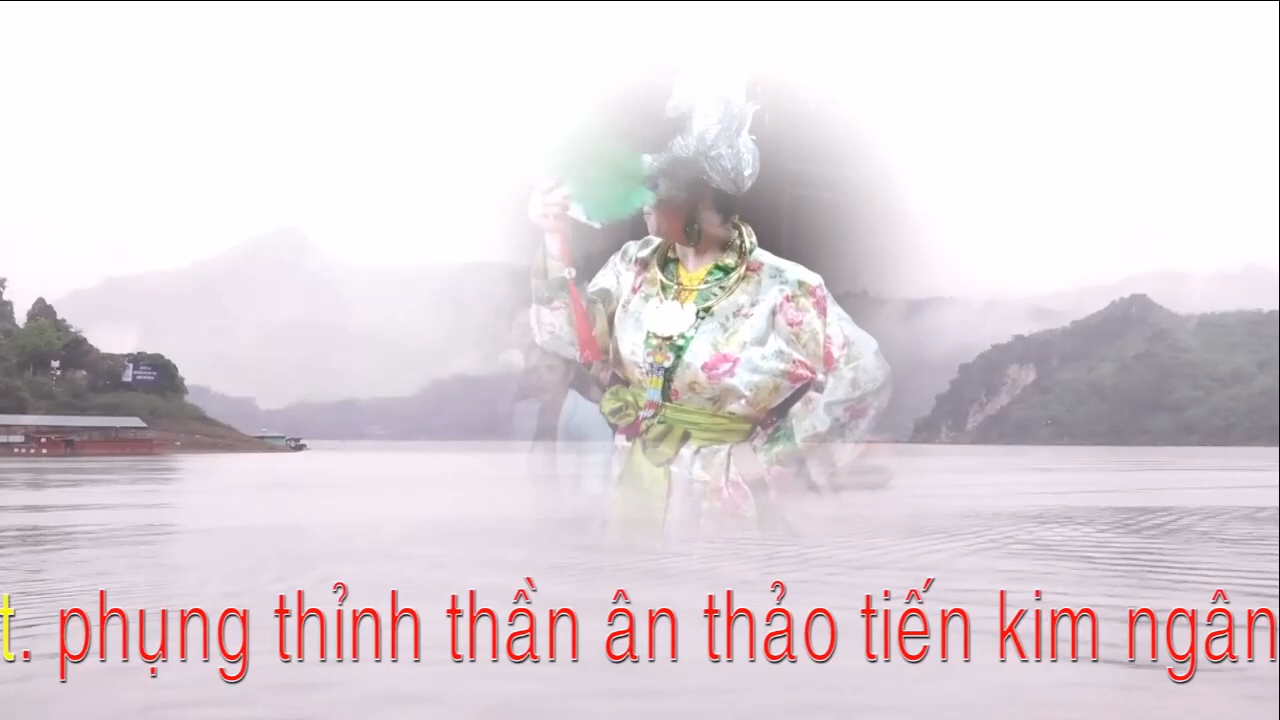 t. phụng thỉnh thần ân thảo tiến kim ngân